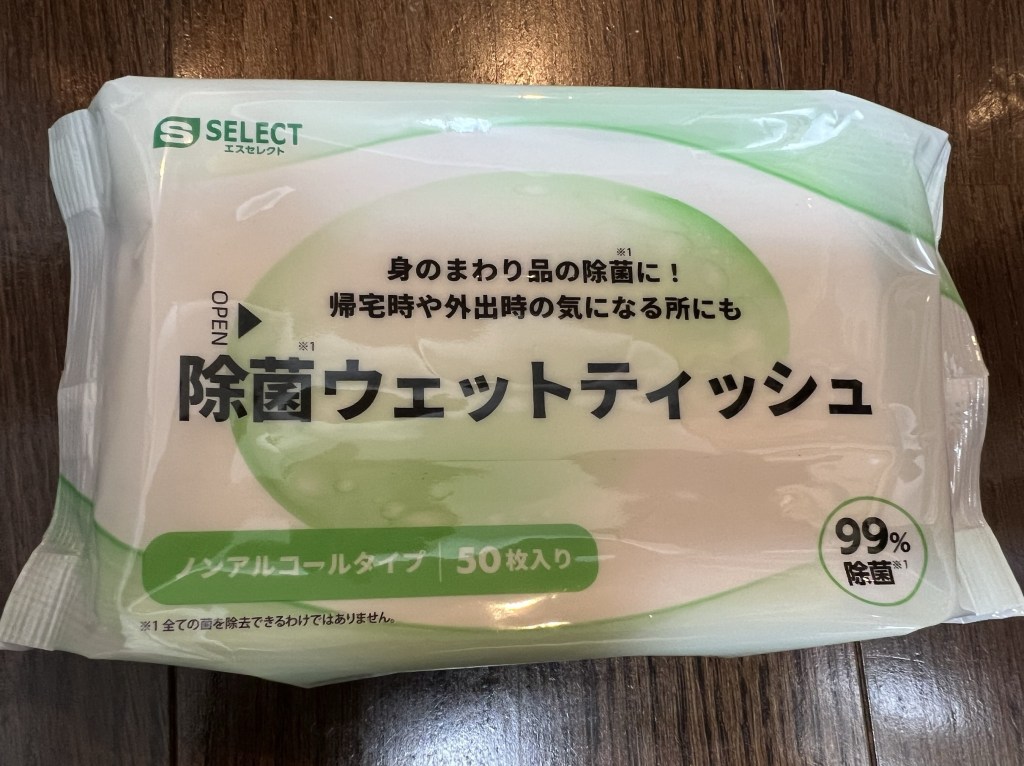 S SELECT
エスセレクト
身のまわり品の除菌※1に！
帰宅時や外出時の気になる所にも
OPEN
除菌※1ウェットティッシュ
ノンアルコールタイプ 50枚入り
99%
除菌※1
※1 全ての菌を除去できるわけではありません。